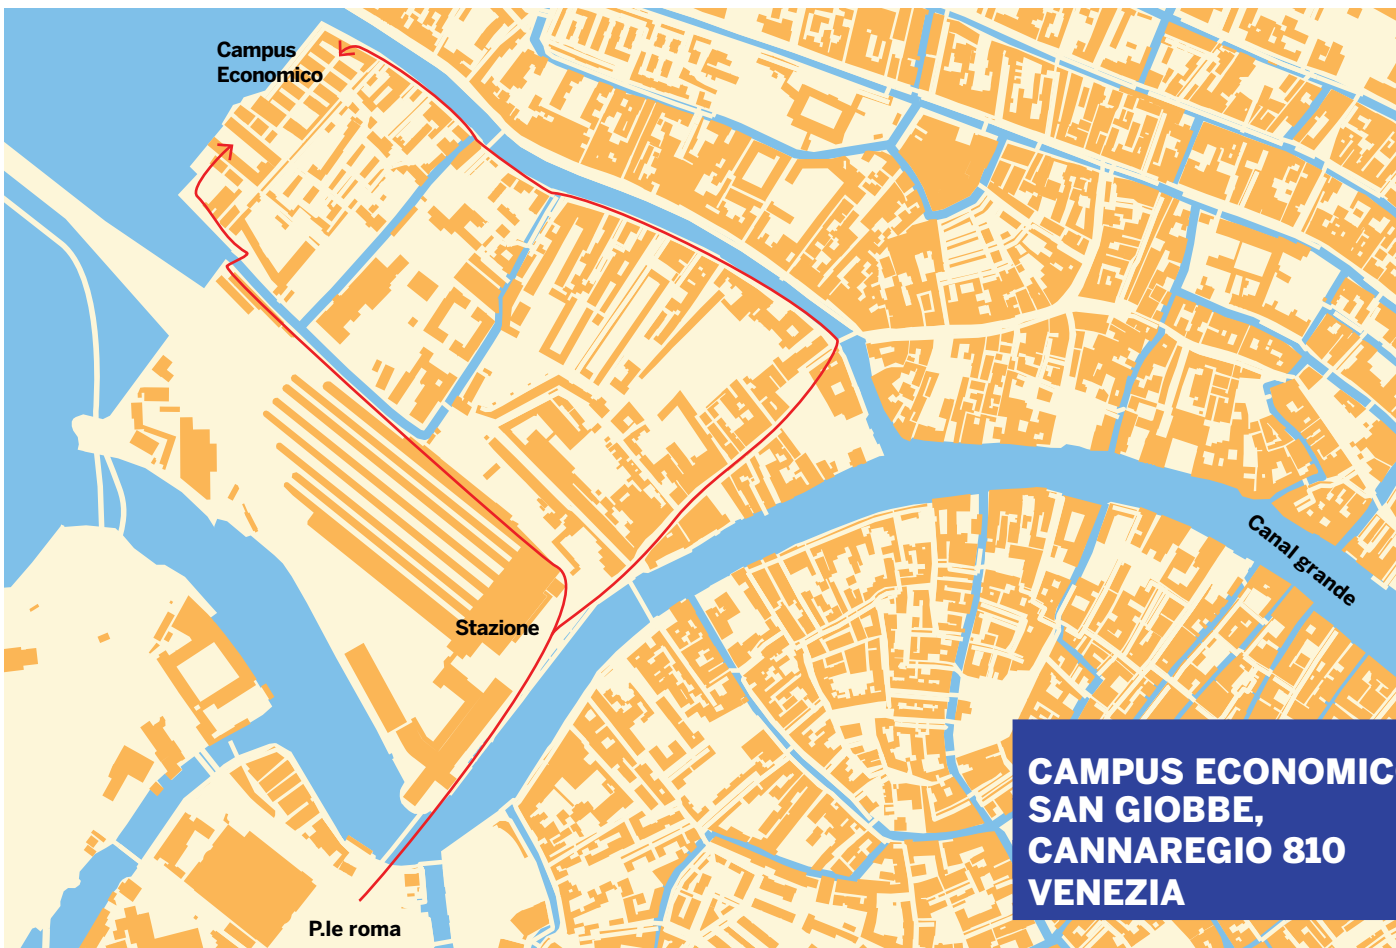 Campus
Economico
Stazione
P.le roma
Canal grande
CAMPUS ECONOMIC
SAN GIOBBE,
CANNAREGIO 810
VENEZIA